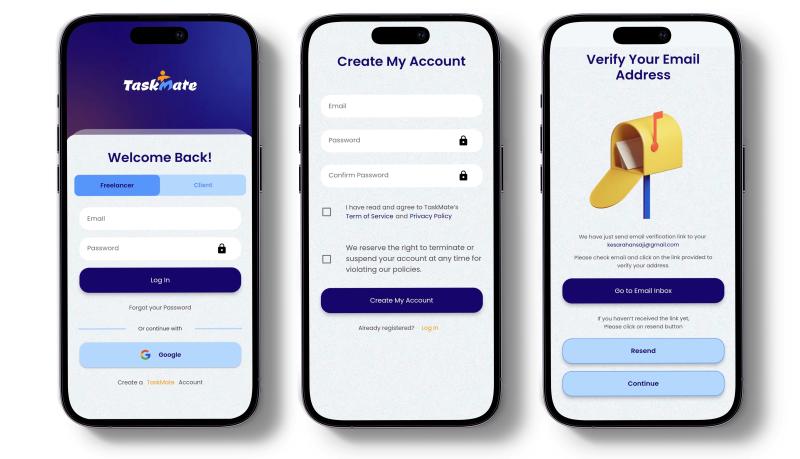 TaskMate
Welcome Back!
Freelancer
Client
Email
Password
Log In
Forgot your Password
Or continue with
Google
Create a TaskMate Account
Create My Account
Email
Password
Confirm Password
I have read and agree to TaskMate's
Term of Service and Privacy Policy
We reserve the right to terminate or
suspend your account at any time for
violating our policies.
Create My Account
Already registered? Log In
Verify Your Email
Address
We have just send email verification link to your
kesarahansaji@gmail.com
Please check email and click on the link provided to
verify your address.
Go to Email Inbox
If you haven't received the link yet,
Please click on resend button
Resend
Continue